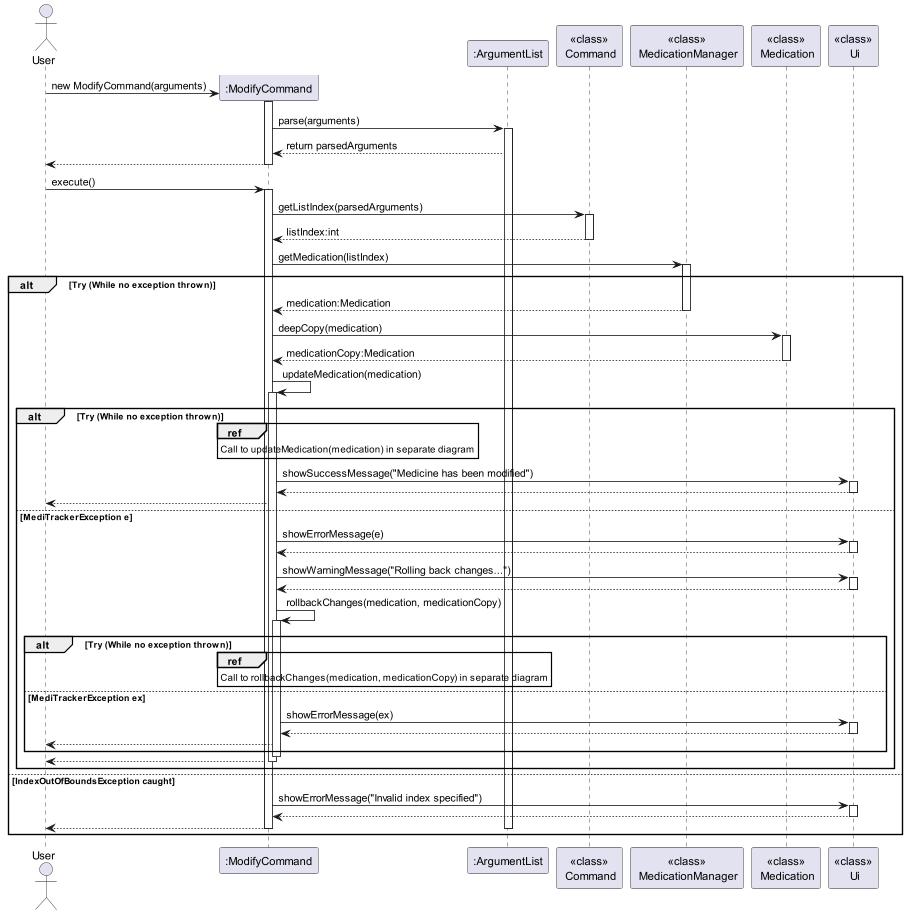 User
:ModifyCommand
:ArgumentList
«class»
Command
«class»
MedicationManager
«class»
Medication
«class»
Ui
new ModifyCommand(arguments)
parse(arguments)
return parsedArguments
execute()
getListIndex(parsedArguments)
listIndex:int
getMedication(listIndex)
alt [Try (While no exception thrown)]
medication:Medication
deepCopy(medication)
medicationCopy:Medication
updateMedication(medication)
alt [Try (While no exception thrown)]
ref
Call to updateMedication(medication) in separate diagram
showSuccessMessage("Medicine has been modified")
[MediTrackerException e]
showErrorMessage(e)
showWarningMessage("Rolling back changes...")
rollbackChanges(medication, medicationCopy)
alt [Try (While no exception thrown)]
ref
Call to rollbackChanges(medication, medicationCopy) in separate diagram
[MediTrackerException ex]
showErrorMessage(ex)
[IndexOutOfBoundsException caught]
showErrorMessage("Invalid index specified")
User
:ModifyCommand
:ArgumentList
«class»
Command
«class»
MedicationManager
«class»
Medication
«class»
Ui